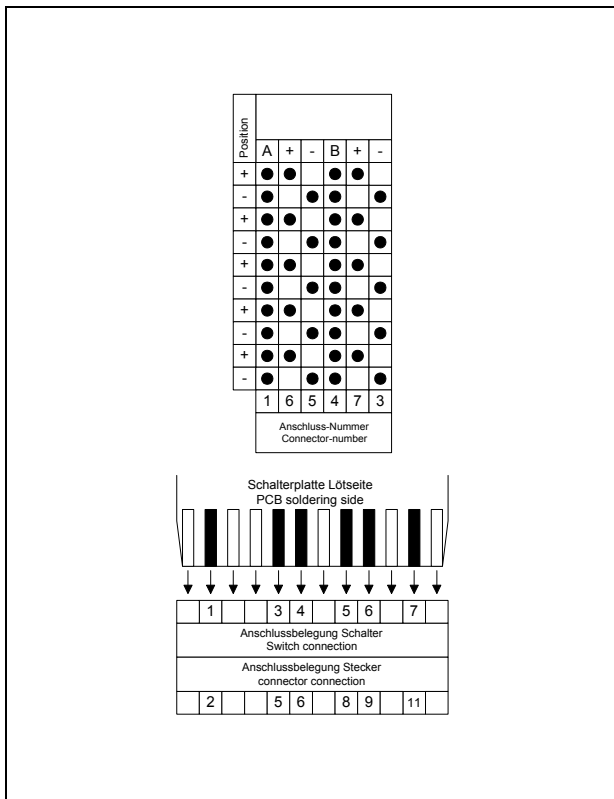 Position
A + - B + -
+
-
+
-
+
-
+
-
+
-
1 6 5 4 7 3
Anschluss-Nummer
Connector-number
Schalterplatte Lötseite
PCB soldering side
1 3 4 5 6 7
Anschlussbelegung Schalter
Switch connection
Anschlussbelegung Stecker
connector connection
2 5 6 8 9 11